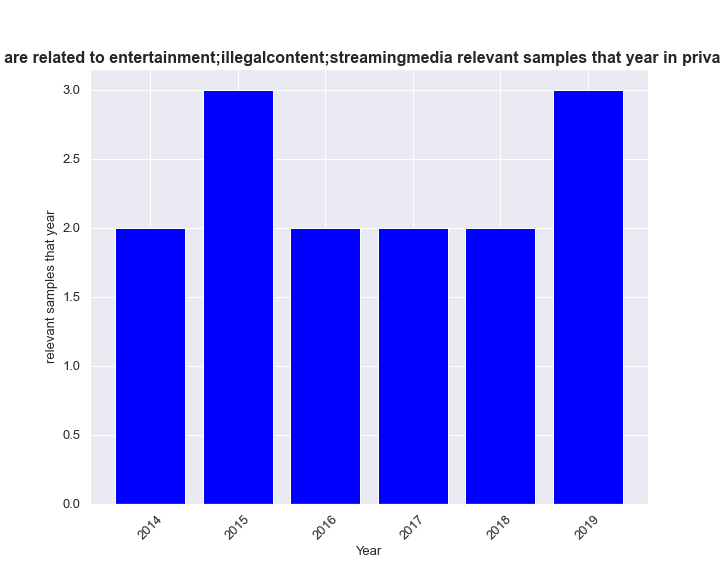 are related to entertainment;illegalcontent;streamingmedia relevant samples that year in priva
3.0
2.5
2.0
1.5
1.0
0.5
0.0
relevant samples that year
2014 2015 2016 2017 2018 2019
Year